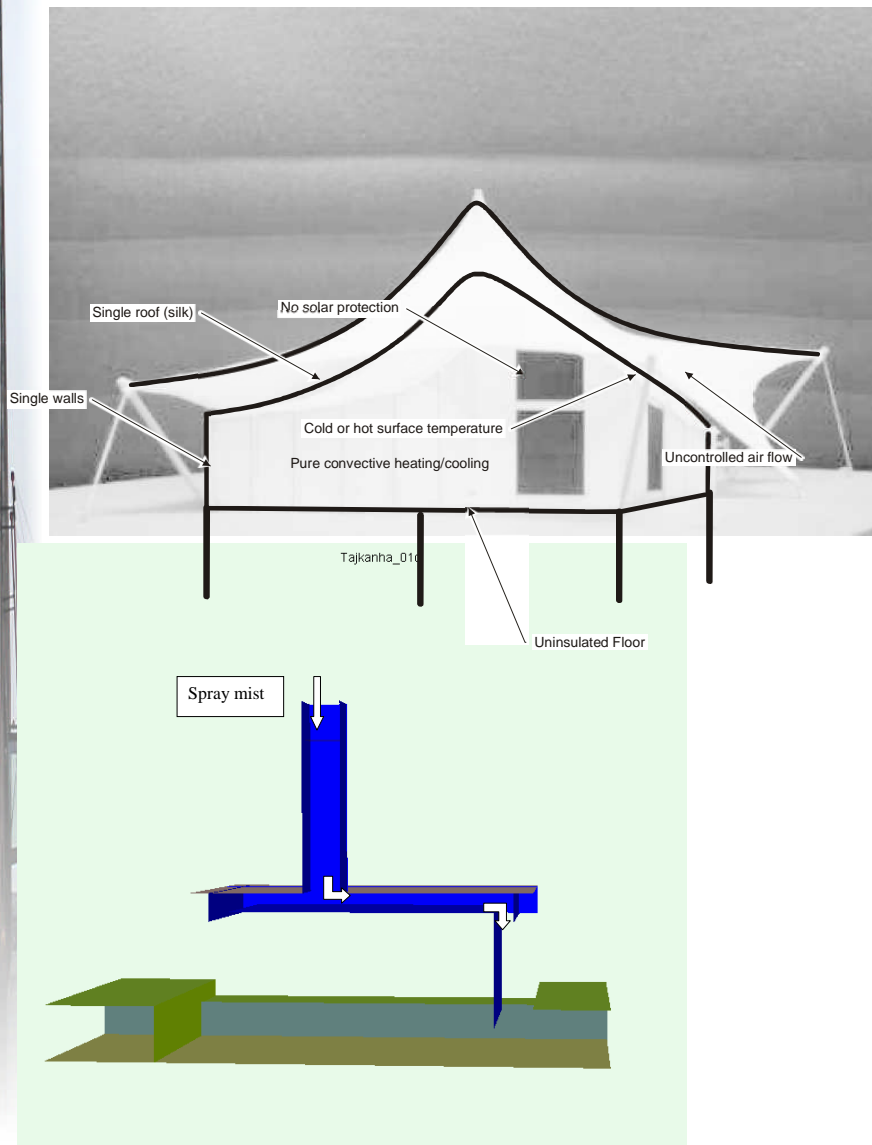 No solar protection
Single roof (silk)
Single walls
Cold or hot surface temperature
Uncontrolled air flow
Pure convective heating/cooling
Tajkanha_01
Uninsulated Floor
Spray mist